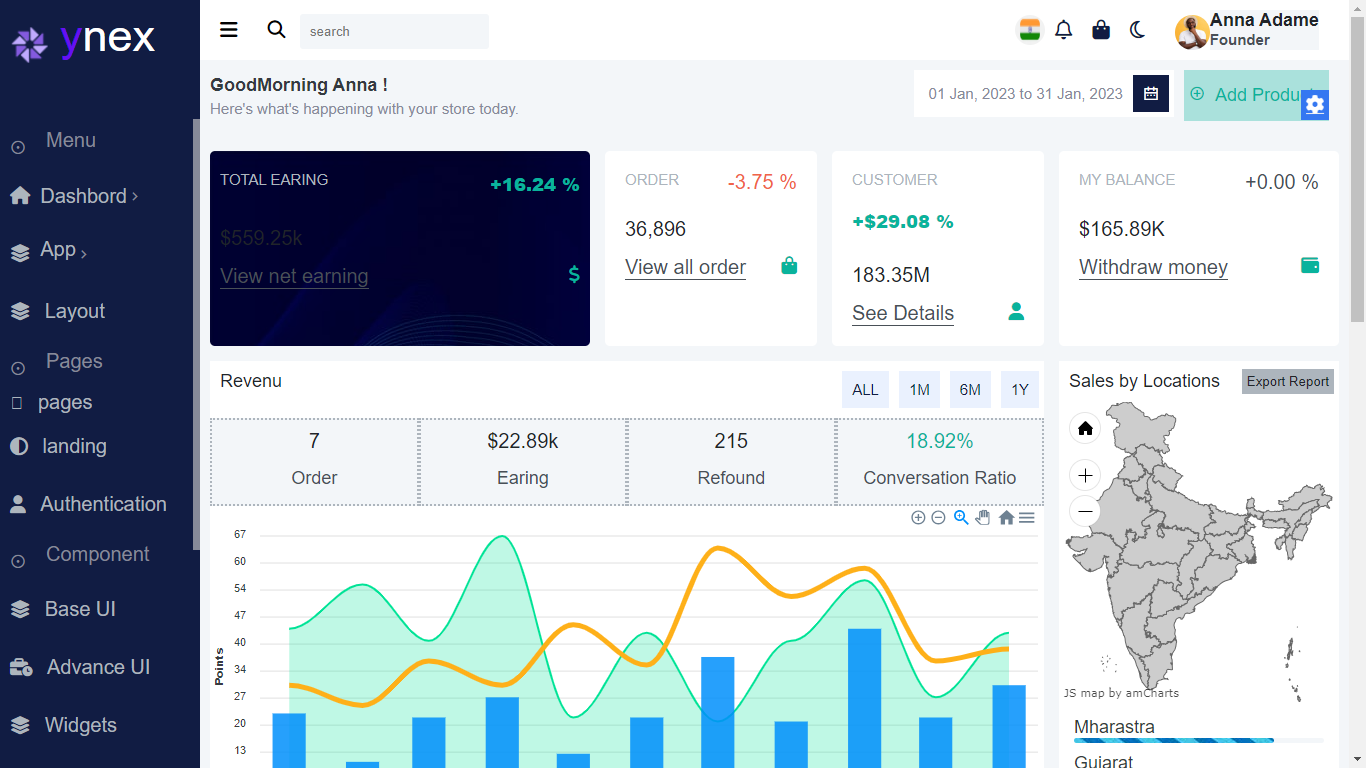 ynex
search
Anna Adame
Founder
Menu
Dashbord ›
App ›
Layout
Pages
pages
landing
Authentication
Component
Base UI
Advance UI
Widgets
GoodMorning Anna !
Here's what's happening with your store today.
01 Jan, 2023 to 31 Jan, 2023
Add Produ
TOTAL EARING
+16.24 %
$559.25k
View net earning
ORDER
-3.75 %
36,896
View all order
CUSTOMER
+$29.08 %
183.35M
See Details
MY BALANCE
+0.00 %
$165.89K
Withdraw money
Revenu
ALL 1M 6M 1Y
7 $22.89k 215 18.92%
Order Earing Refound Conversation Ratio
67
60
54
47
40
34
27
20
13
Points
Sales by Locations
Export Report
JS map by amCharts
Mharastra
Gujarat